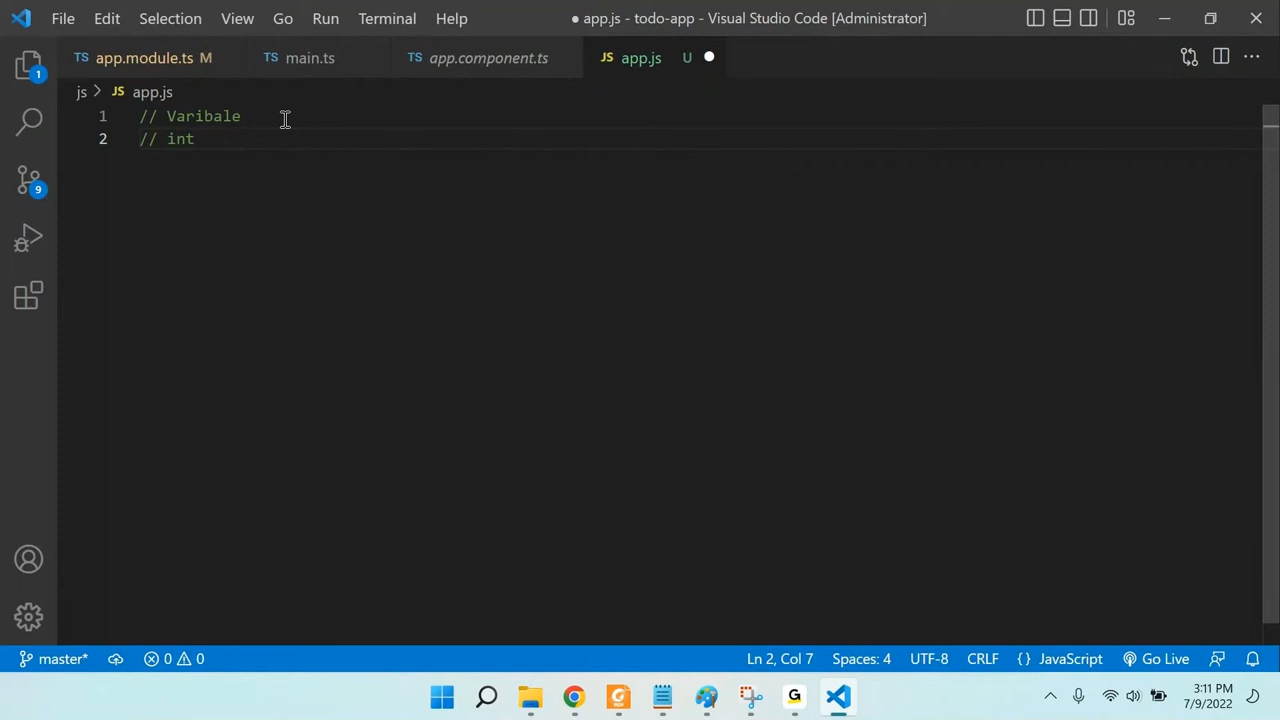 File Edit Selection View Go Run Terminal Help ● app.js - todo-app - Visual Studio Code [Administrator]
TS app.module.ts M TS main.ts TS app.component.ts JS app.js U
js > JS app.js
1 // Varibale
2 // int
1
9
master* 0 0 Ln 2, Col 7 Spaces: 4 UTF-8 CRLF {} JavaScript Go Live
G
3:11 PM
7/9/2022